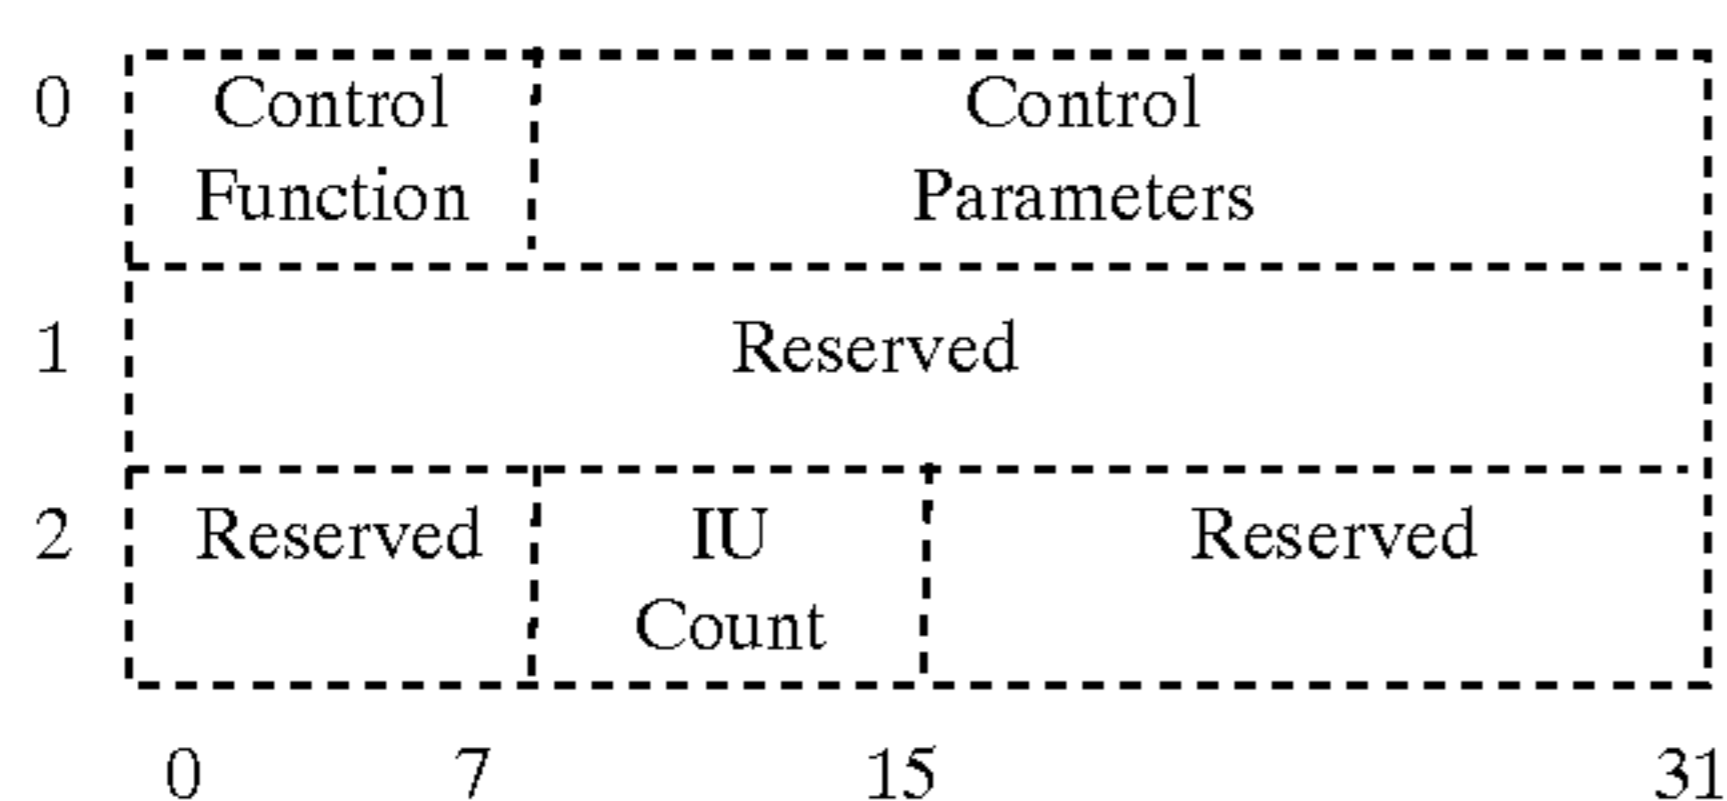 0 Control Control
Function Parameters
1 Reserved
2 Reserved IU Reserved
Count
0 7 15 31